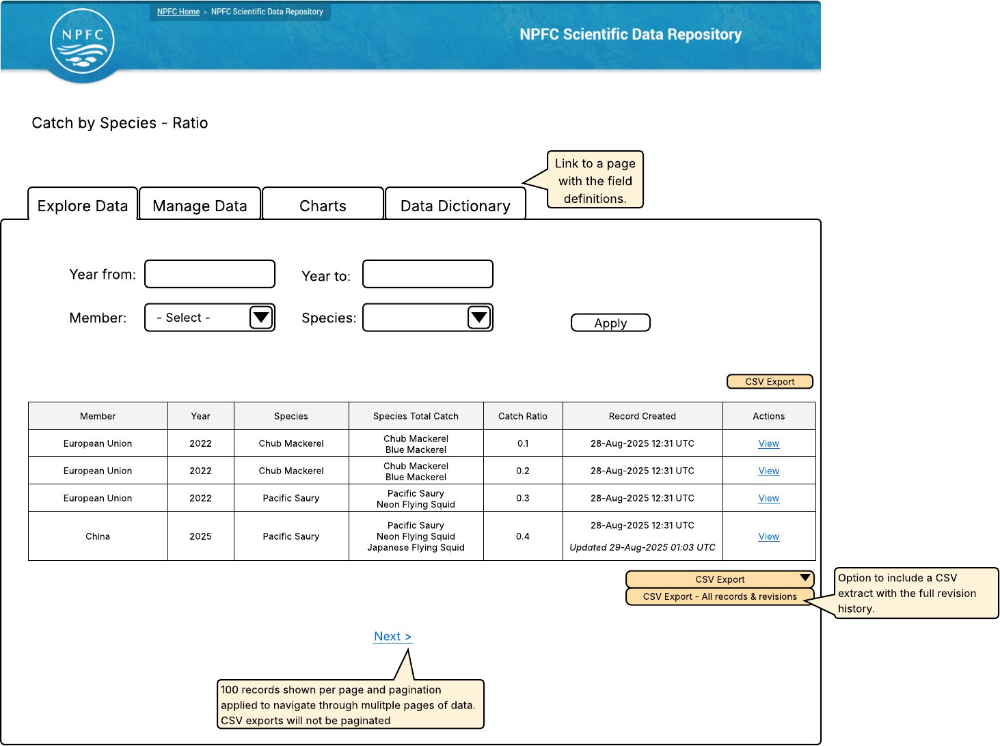 NPFC Home > NPFC Scientific Data Repository
NPFC
NPFC Scientific Data Repository
Catch by Species - Ratio
Link to a page
with the field
definitions.
Explore Data
Manage Data
Charts
Data Dictionary
Year from:
Year to:
Member:
- Select -
Species:
Apply
CSV Export
Member Year Species Species Total Catch Catch Ratio Record Created Actions
European Union 2022 Chub Mackerel Chub Mackerel 0.1 28-Aug-2025 12:31 UTC View
Blue Mackerel
European Union 2022 Chub Mackerel Chub Mackerel 0.2 28-Aug-2025 12:31 UTC View
Blue Mackerel
European Union 2022 Pacific Saury Pacific Saury 0.3 28-Aug-2025 12:31 UTC View
Neon Flying Squid
Pacific Saury 28-Aug-2025 12:31 UTC
China 2025 Pacific Saury Neon Flying Squid 0.4 View
Japanese Flying Squid Updated 29-Aug-2025 01:03 UTC
CSV Export
CSV Export - All records & revisions
Option to include a CSV
extract with the full revision
history.
Next >
100 records shown per page and pagination
applied to navigate through mulitple pages of data.
CSV exports will not be paginated